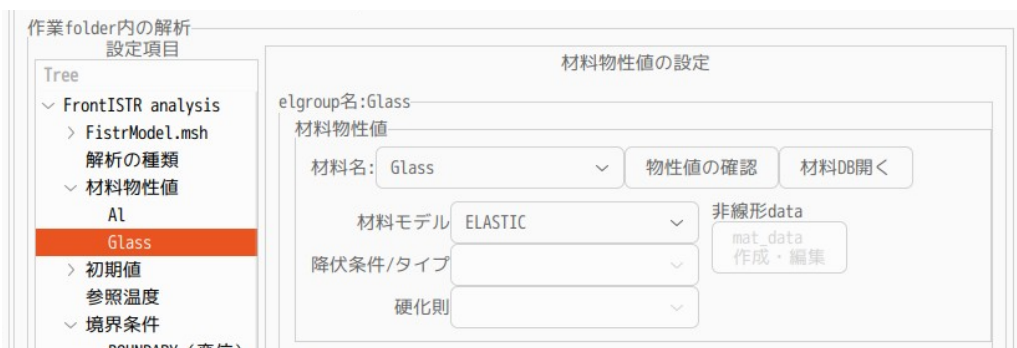 作業folder内の解析
設定項目
Tree
FrontISTR analysis
FistrModel.msh
解析の種類
材料物性値
Al
Glass
初期値
参照温度
境界条件
BOUNDARY(変位)
材料物性値の設定
elgroup名:Glass
材料物性値
材料名: Glass 物性値の確認 材料DB開く
材料モデル ELASTIC
非線形data
mat_data
作成・編集
降伏条件/タイプ
硬化則